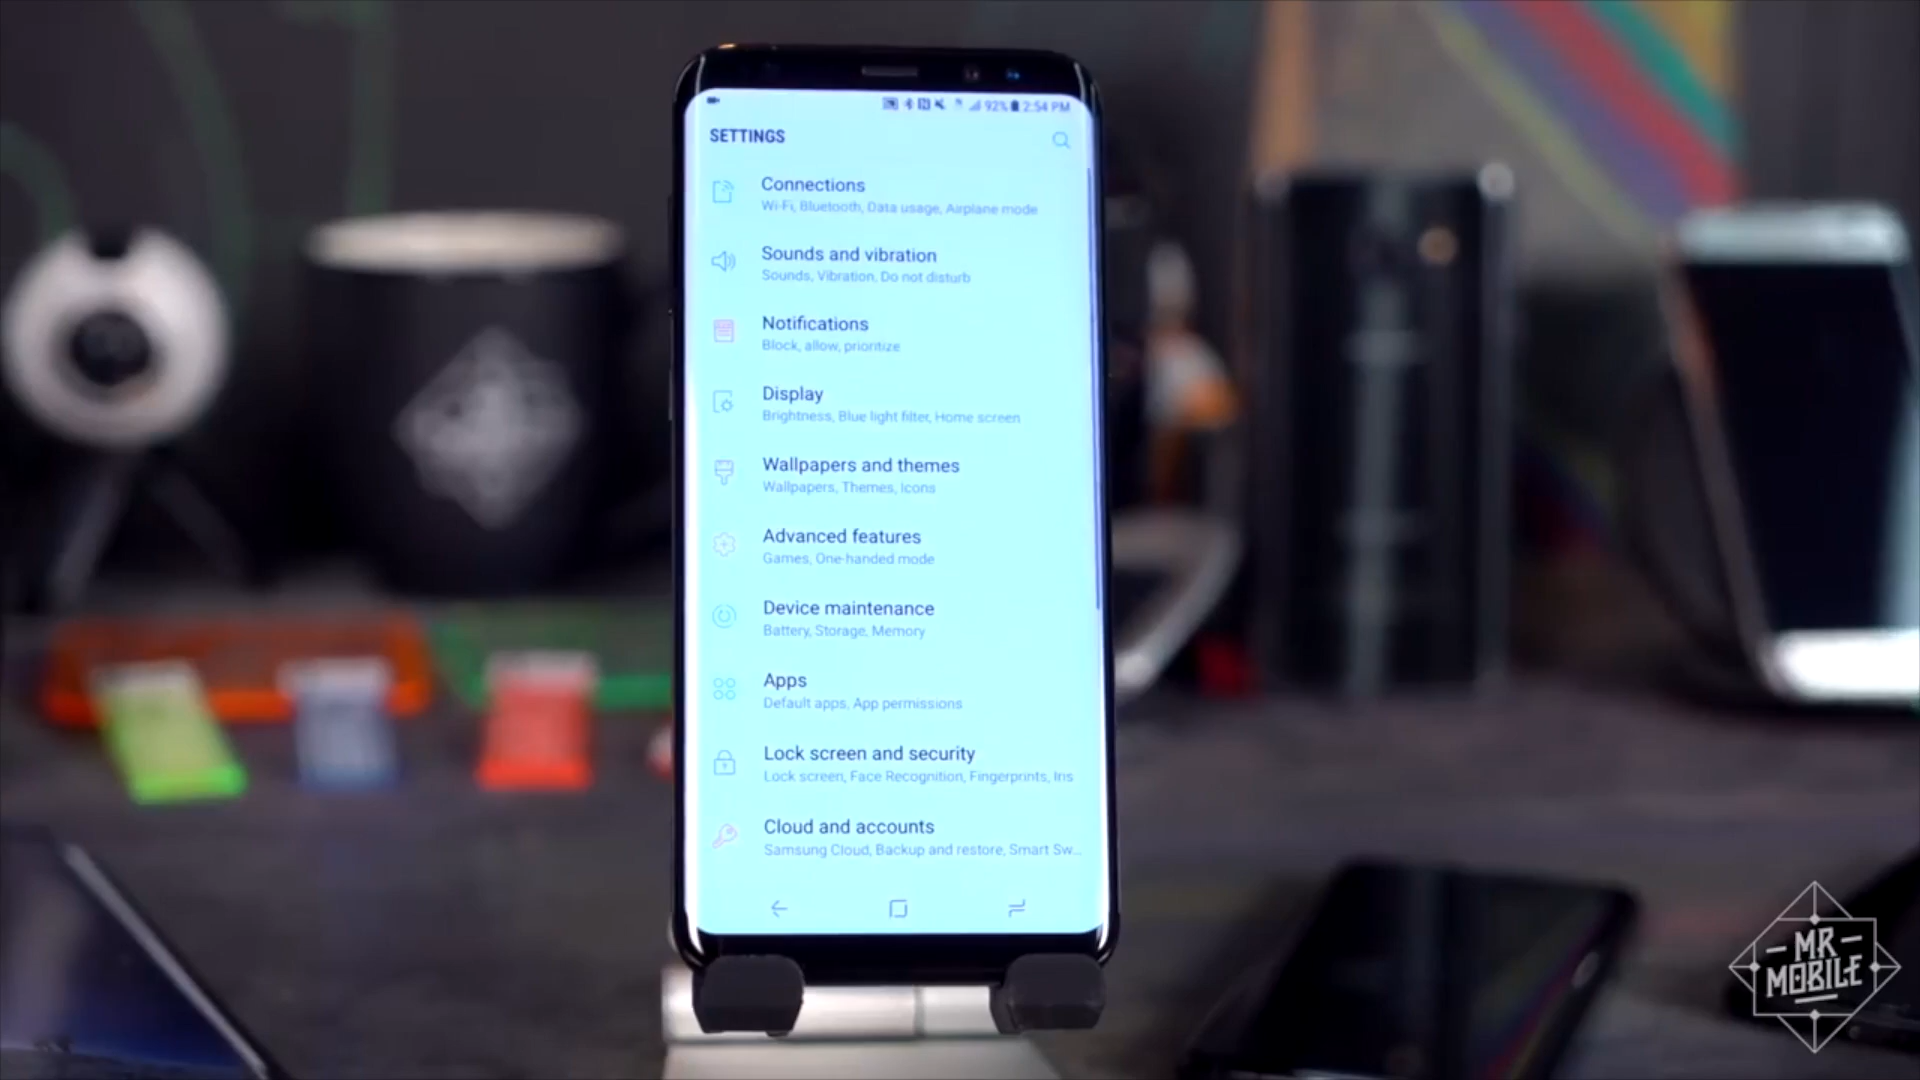 92% 2:54 PM
SETTINGS
Connections
Wi-Fi, Bluetooth, Data usage, Airplane mode
Sounds and vibration
Sounds, Vibration, Do not disturb
Notifications
Block, allow, prioritize
Display
Brightness, Blue light filter, Home screen
Wallpapers and themes
Wallpapers, Themes, Icons
Advanced features
Games, One-handed mode
Device maintenance
Battery, Storage, Memory
Apps
Default apps, App permissions
Lock screen and security
Lock screen, Face Recognition, Fingerprints, Iris
Cloud and accounts
Samsung Cloud, Backup and restore, Smart Sw...
MR
MOBILE